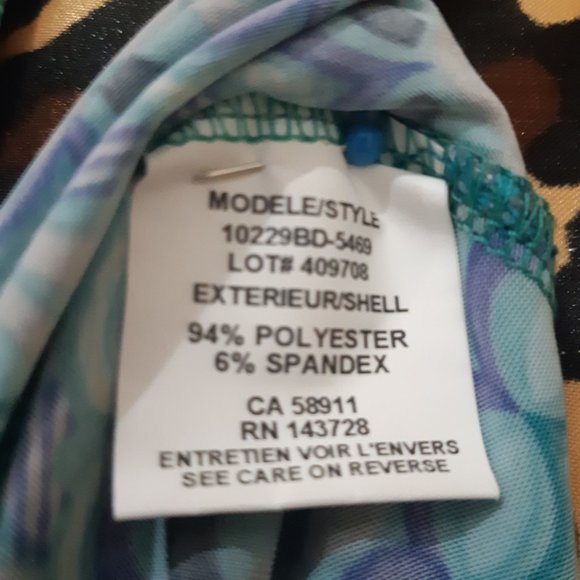 MODELE/STYLE
10229BD-5469
LOT# 409708
EXTERIEUR/SHELL
94% POLYESTER
6% SPANDEX
CA 58911
RN 143728
ENTRETIEN VOIR L'ENVERS
SEE CARE ON REVERSE